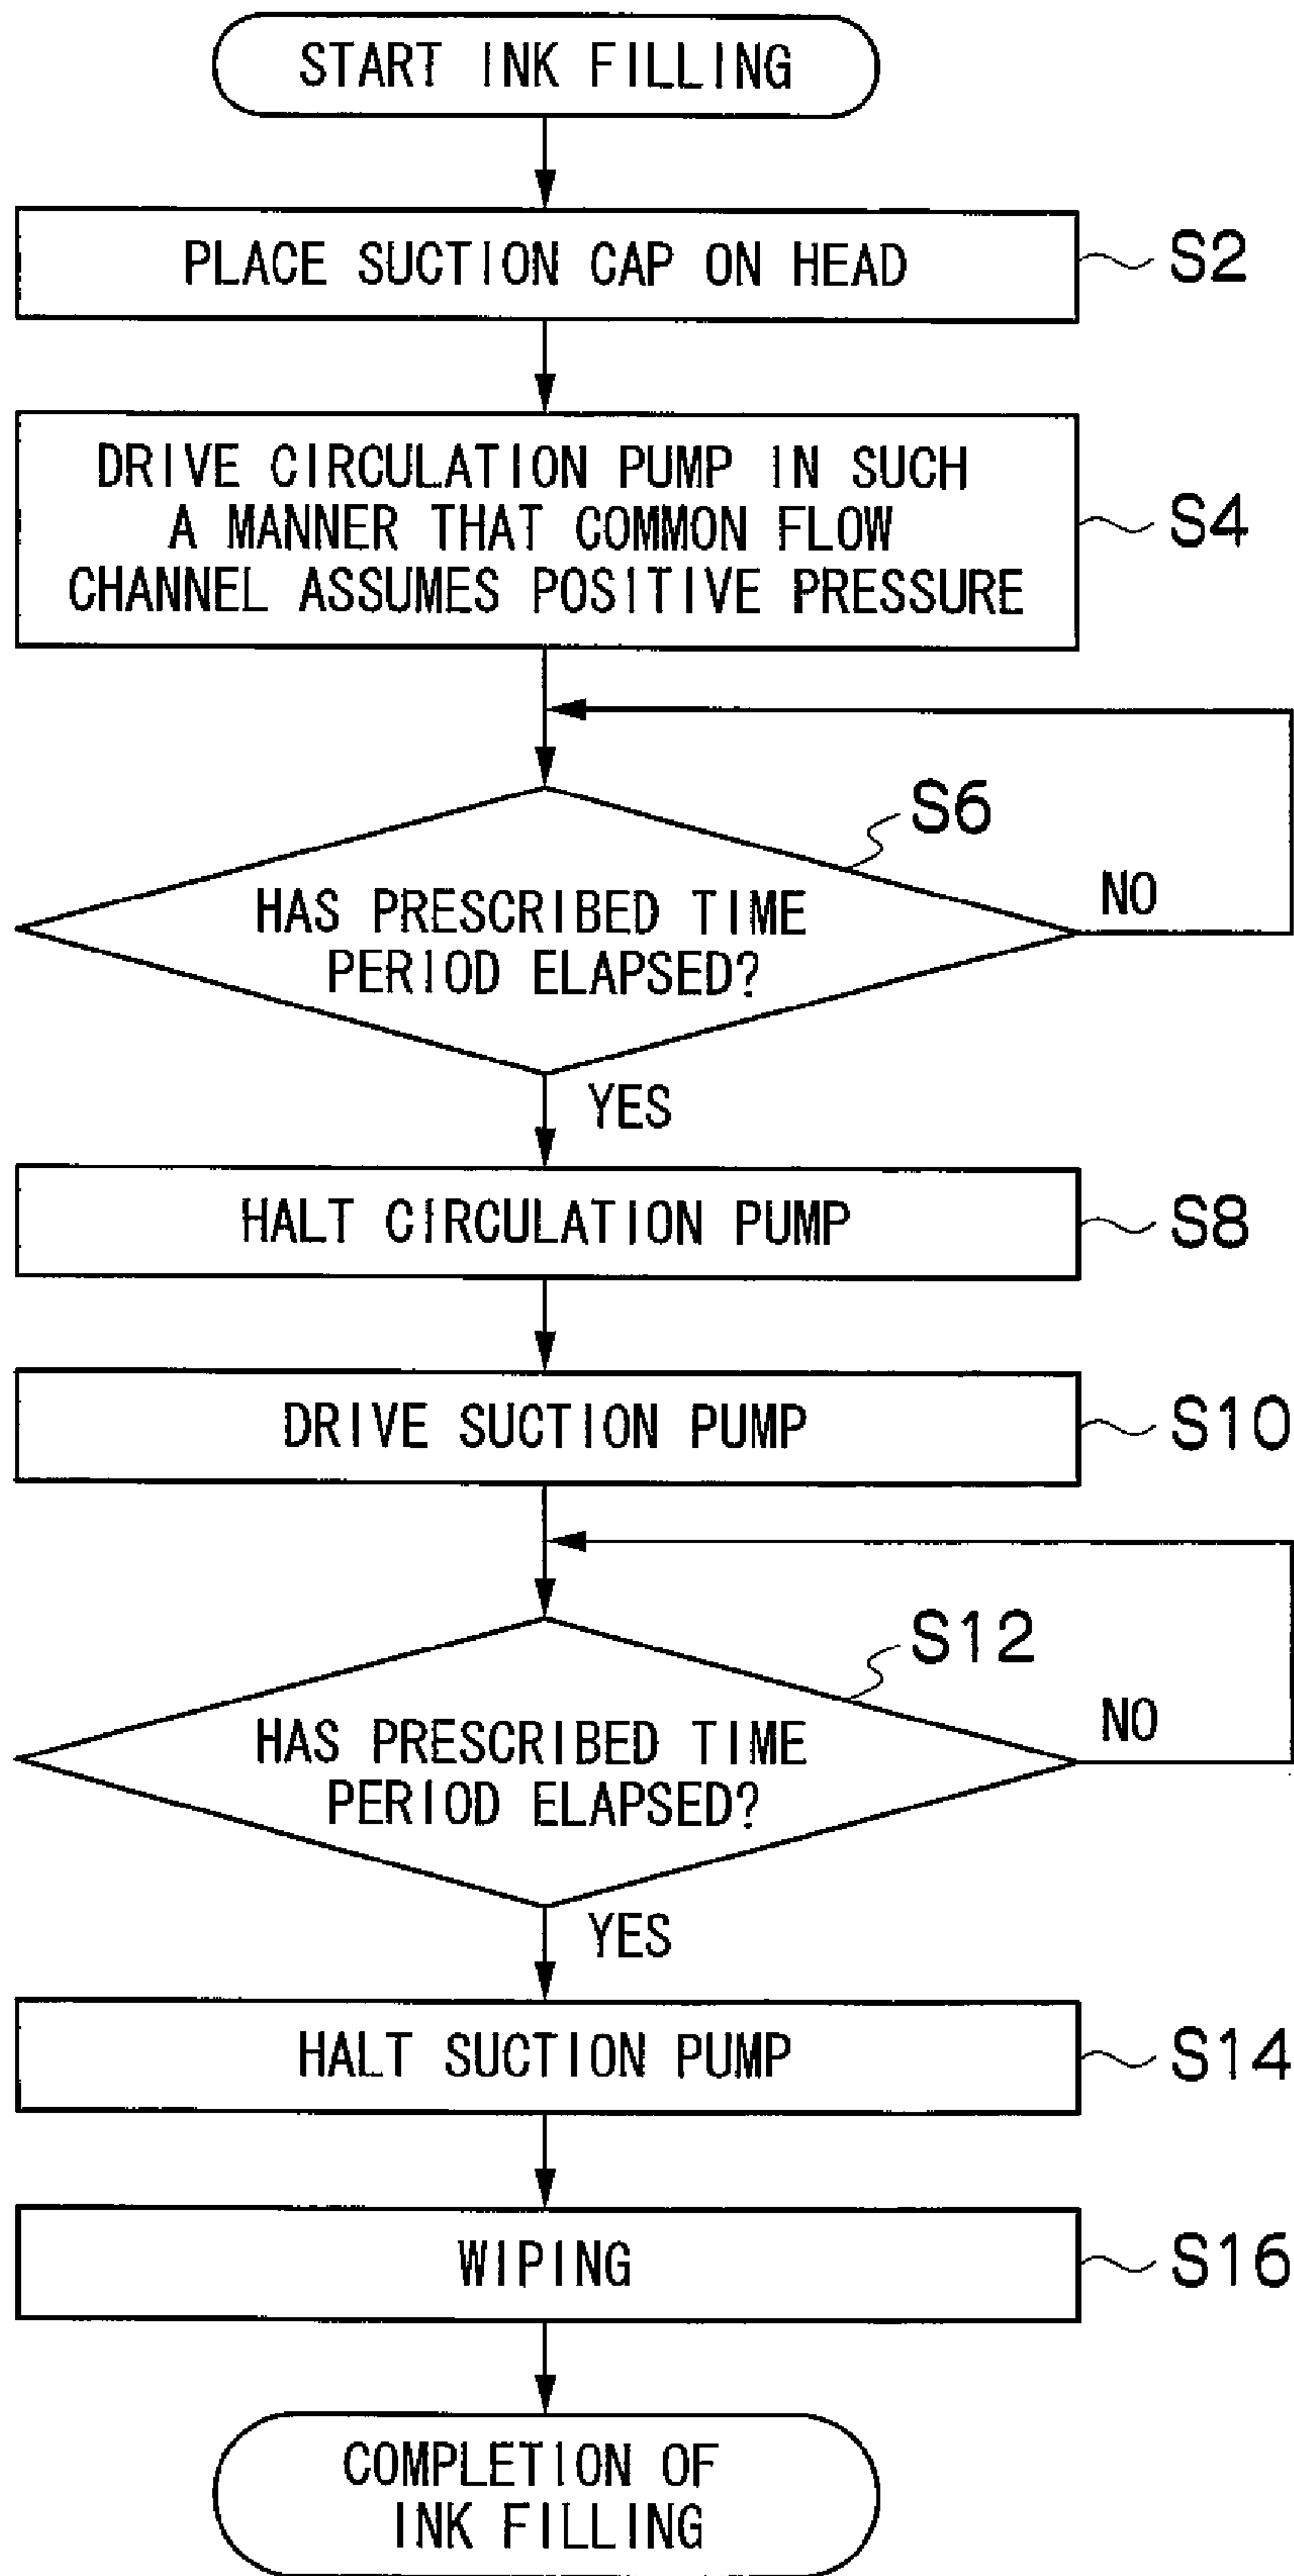 START INK FILLING
PLACE SUCTION CAP ON HEAD
S2
DRIVE CIRCULATION PUMP IN SUCH
A MANNER THAT COMMON FLOW
CHANNEL ASSUMES POSITIVE PRESSURE
S4
S6
HAS PRESCRIBED TIME
PERIOD ELAPSED?
NO
YES
HALT CIRCULATION PUMP
S8
DRIVE SUCTION PUMP
S10
S12
HAS PRESCRIBED TIME
PERIOD ELAPSED?
NO
YES
HALT SUCTION PUMP
S14
WIPING
S16
COMPLETION OF
INK FILLING